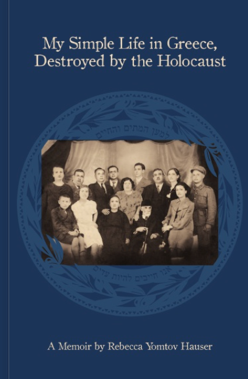 My Simple Life in Greece,
Destroyed by the Holocaust
A Memoir by Rebecca Yomtov Hauser